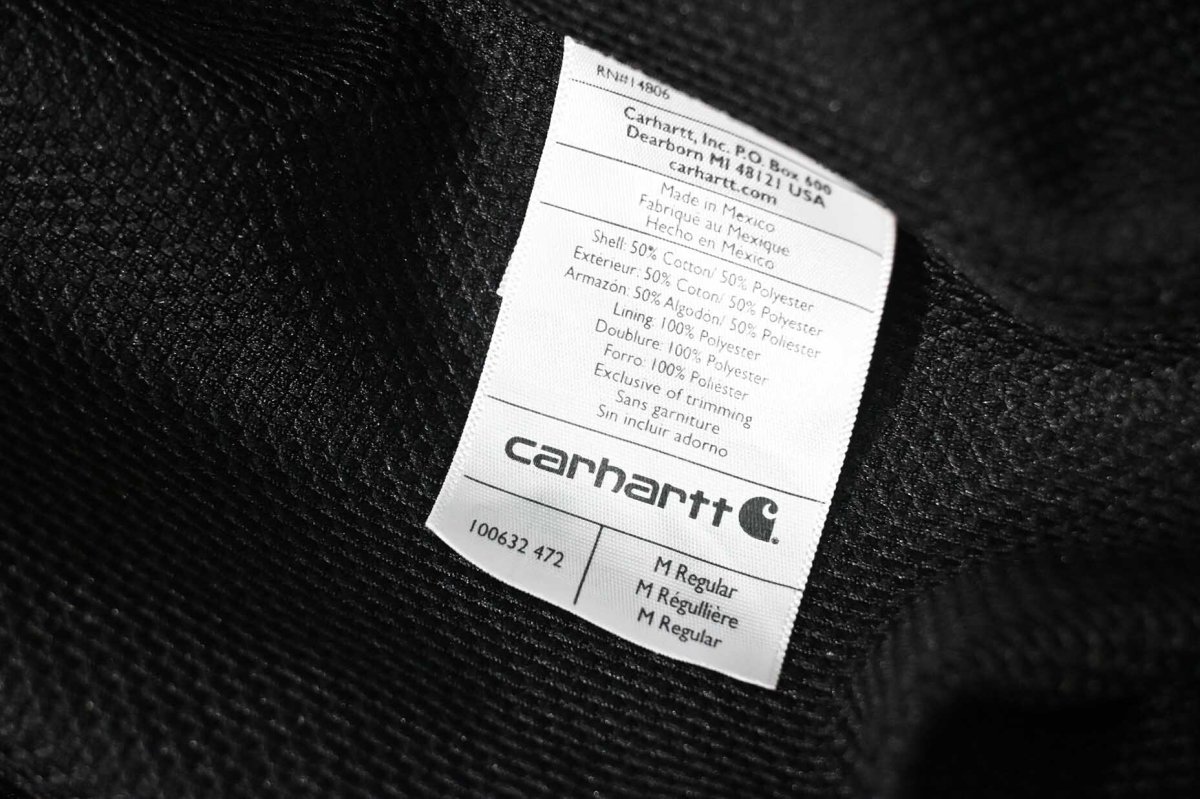 RN#14806
Carhartt, Inc. P.O. Box 600
Dearborn MI 48121 USA
carhartt.com
Made in Mexico
Fabriqué au Mexique
Hecho en México
Shell: 50% Cotton/ 50% Polyester
Exterieur: 50% Coton/ 50% Polyester
Armazón: 50% Algodón/ 50% Poliester
Lining: 100% Polyester
Doublure: 100% Polyester
Forro: 100% Poliester
Exclusive of trimming
Sans garniture
Sin incluir adorno
carhartt
100632 472
M Regular
M Régullière
M Regular